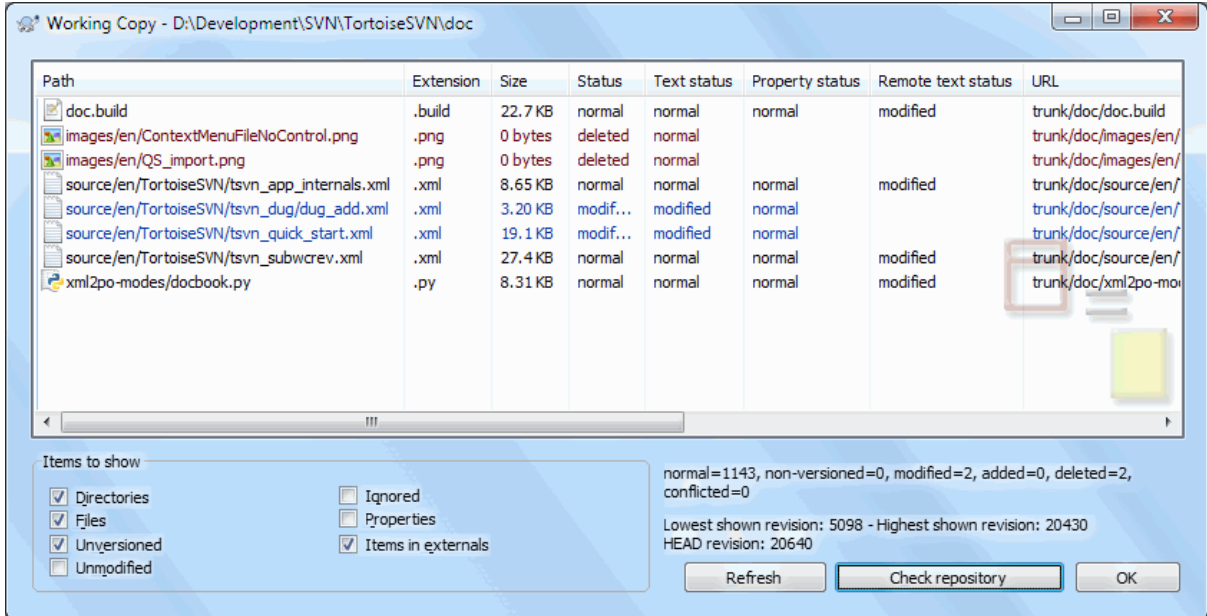 Working Copy - D:\Development\SVN\TortoiseSVN\doc
Path Extension Size Status Text status Property status Remote text status URL
doc.build .build 22.7 KB normal normal normal modified trunk/doc/doc.build
images/en/ContextMenuFileNoControl.png .png 0 bytes deleted normal trunk/doc/images/en/
images/en/QS_import.png .png 0 bytes deleted normal trunk/doc/images/en/
source/en/TortoiseSVN/tsvn_app_internals.xml .xml 8.65 KB normal normal normal modified trunk/doc/source/en/
source/en/TortoiseSVN/tsvn_dug/dug_add.xml .xml 3.20 KB modif... modified normal trunk/doc/source/en/
source/en/TortoiseSVN/tsvn_quick_start.xml .xml 19.1 KB modif... modified normal trunk/doc/source/en/
source/en/TortoiseSVN/tsvn_subwcrev.xml .xml 27.4 KB normal normal normal modified trunk/doc/source/en/
xml2po-modes/docbook.py .py 8.31 KB normal normal normal modified trunk/doc/xml2po-mo
Items to show
Directories Ignored
Files Properties
Unversioned Items in externals
Unmodified
normal=1143, non-versioned=0, modified=2, added=0, deleted=2,
conflicted=0
Lowest shown revision: 5098 - Highest shown revision: 20430
HEAD revision: 20640
Refresh Check repository OK